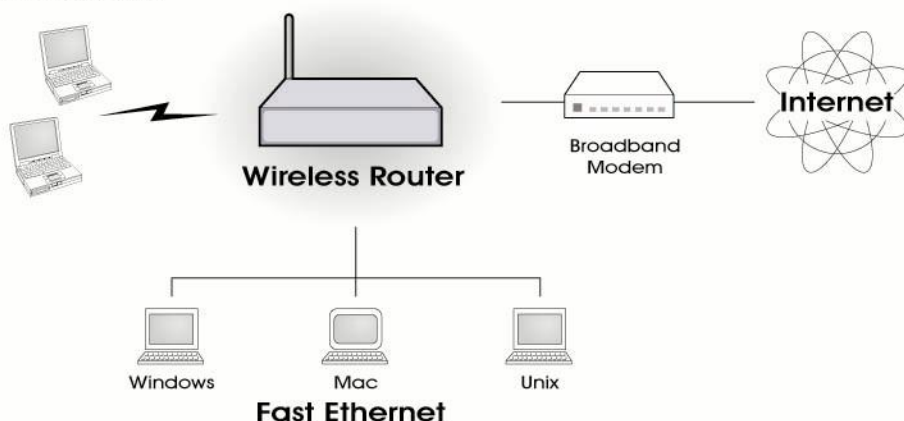 Internet
Broadband
Modem
Wireless Router
Windows
Mac
Unix
Fast Ethernet